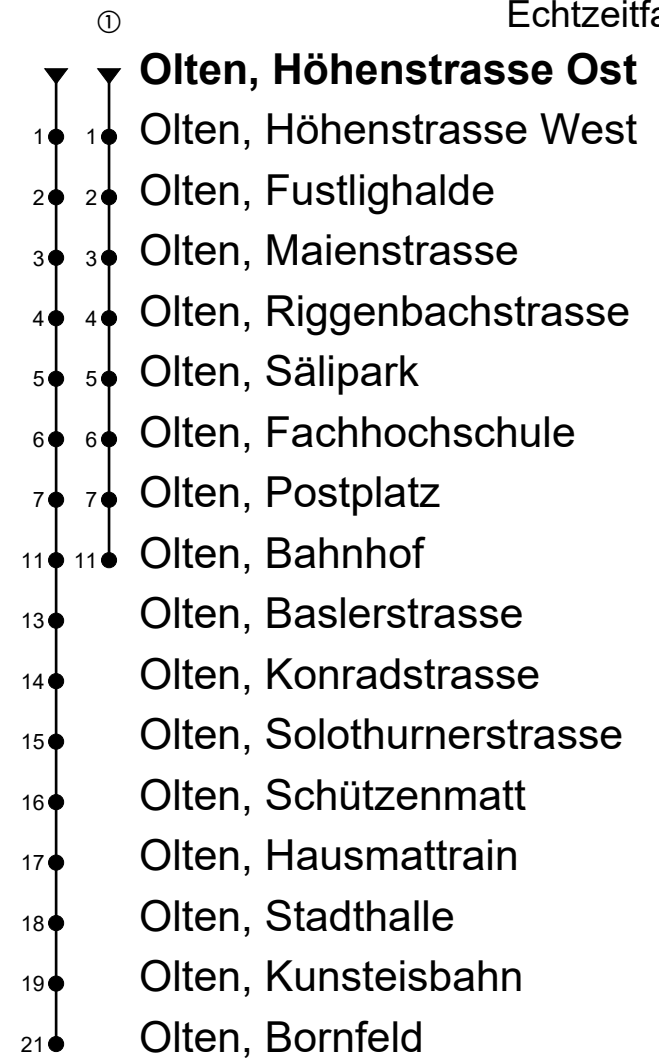 ① Echtzeitfa
Olten, Höhenstrasse Ost
1 1 Olten, Höhenstrasse West
2 2 Olten, Fustlighalde
3 3 Olten, Maienstrasse
4 4 Olten, Riggenbachstrasse
5 5 Olten, Sälipark
6 6 Olten, Fachhochschule
7 7 Olten, Postplatz
11 11 Olten, Bahnhof
13 Olten, Baslerstrasse
14 Olten, Konradstrasse
15 Olten, Solothurnerstrasse
16 Olten, Schützenmatt
17 Olten, Hausmattrain
18 Olten, Stadthalle
19 Olten, Kunsteisbahn
21 Olten, Bornfeld